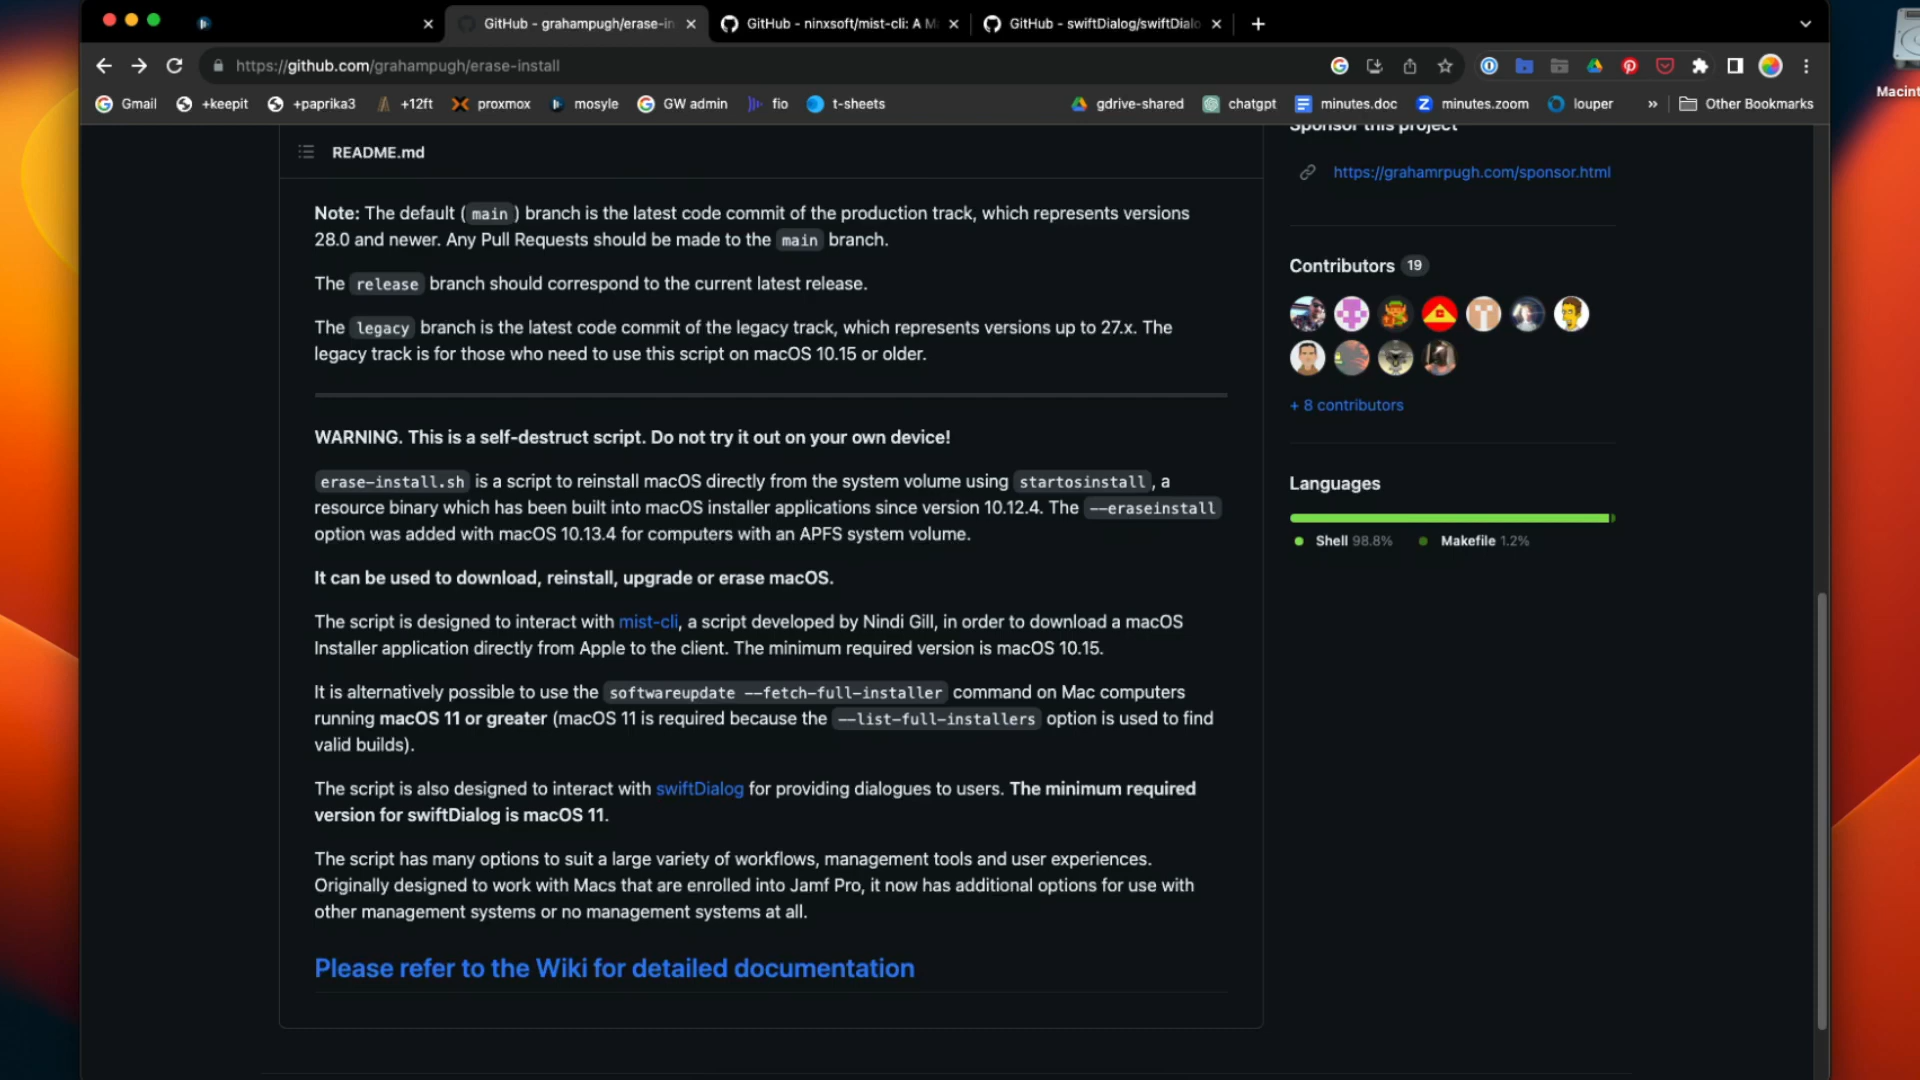 GitHub - grahampugh/erase-in
GitHub - ninxsoft/mist-cli: A M
GitHub - swiftDialog/swiftDialo
https://github.com/grahampugh/erase-install
Gmail
+keepit
+paprika3
+12ft
proxmox
mosyle
GW admin
fio
t-sheets
gdrive-shared
chatgpt
minutes.doc
minutes.zoom
louper
»
Other Bookmarks
Macint
README.md
Note: The default ( main ) branch is the latest code commit of the production track, which represents versions
28.0 and newer. Any Pull Requests should be made to the main branch.
The release branch should correspond to the current latest release.
The legacy branch is the latest code commit of the legacy track, which represents versions up to 27.x. The
legacy track is for those who need to use this script on macOS 10.15 or older.
WARNING. This is a self-destruct script. Do not try it out on your own device!
erase-install.sh is a script to reinstall macOS directly from the system volume using startosinstall, a
resource binary which has been built into macOS installer applications since version 10.12.4. The --eraseinstall
option was added with macOS 10.13.4 for computers with an APFS system volume.
It can be used to download, reinstall, upgrade or erase macOS.
The script is designed to interact with mist-cli, a script developed by Nindi Gill, in order to download a macOS
Installer application directly from Apple to the client. The minimum required version is macOS 10.15.
It is alternatively possible to use the softwareupdate --fetch-full-installer command on Mac computers
running macOS 11 or greater (macOS 11 is required because the --list-full-installers option is used to find
valid builds).
The script is also designed to interact with swiftDialog for providing dialogues to users. The minimum required
version for swiftDialog is macOS 11.
The script has many options to suit a large variety of workflows, management tools and user experiences.
Originally designed to work with Macs that are enrolled into Jamf Pro, it now has additional options for use with
other management systems or no management systems at all.
Please refer to the Wiki for detailed documentation
Sponsor this project
https://grahamrpugh.com/sponsor.html
Contributors 19
+ 8 contributors
Languages
Shell 98.8%
Makefile 1.2%